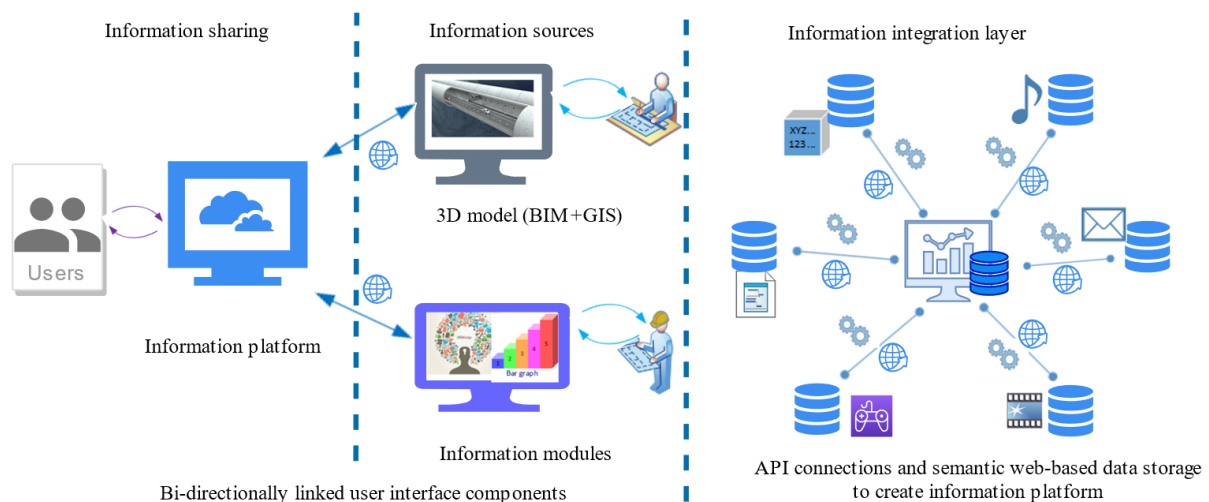 Information sharing
Information sources
Information integration layer
XYZ...
123...
Users
3D model (BIM+GIS)
Information platform
1
2
3
4
5
Bar graph
Information modules
Bi-directionally linked user interface components
API connections and semantic web-based data storage
to create information platform